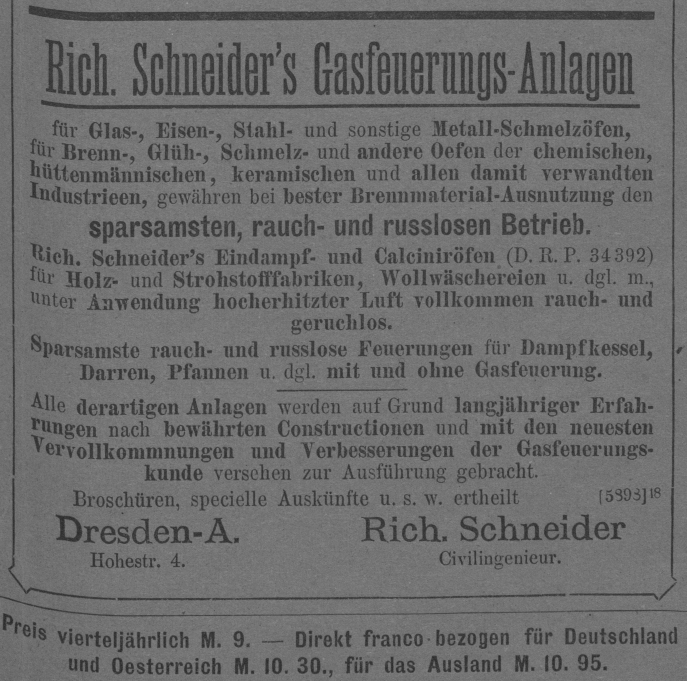 Rich. Schneider's Gasfeuerungs-Anlagen
für Glas-, Eisen-, Stahl- und sonstige Metall-Schmelzöfen,
für Brenn-, Glüh-, Schmelz- und andere Oefen der chemischen,
hüttenmännischen, keramischen und allen damit verwandten
Industrieen, gewähren bei bester Brennmaterial-Ausnutzung den
sparsamsten, rauch- und russlosen Betrieb.
Rich. Schneider's Eindampf- und Calciniröfen (D. R. P. 34392)
für Holz- und Strohstofffabriken, Wollwäschereien u. dgl. m.,
unter Anwendung hocherhitzter Luft vollkommen rauch- und
geruchlos.
Sparsamste rauch- und russlose Feuerungen für Dampfkessel,
Darren, Pfannen u. dgl. mit und ohne Gasfeuerung.
Alle derartigen Anlagen werden auf Grund langjähriger Erfah-
rungen nach bewährten Constructionen und mit den neuesten
Vervollkommnungen und Verbesserungen der Gasfeuerungs-
kunde versehen zur Ausführung gebracht.
Broschüren, specielle Auskünfte u. s. w. ertheilt [5893]18
Dresden-A. Rich. Schneider
Hohestr. 4. Civilingenieur.
Preis vierteljährlich M. 9. — Direkt franco bezogen für Deutschland
und Oesterreich M. 10. 30., für das Ausland M. 10. 95.